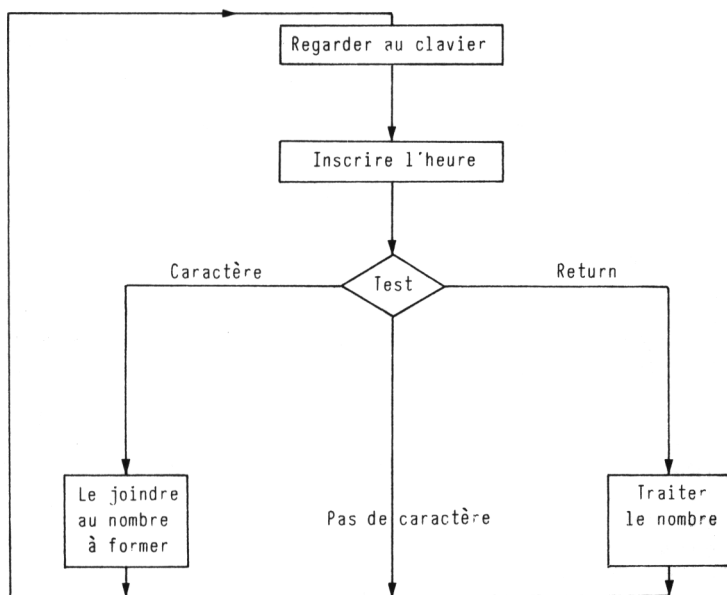 Regarder au clavier
Inscrire l'heure
Caractère
Test
Return
Le joindre
au nombre
à former
Pas de caractère
Traiter
le nombre